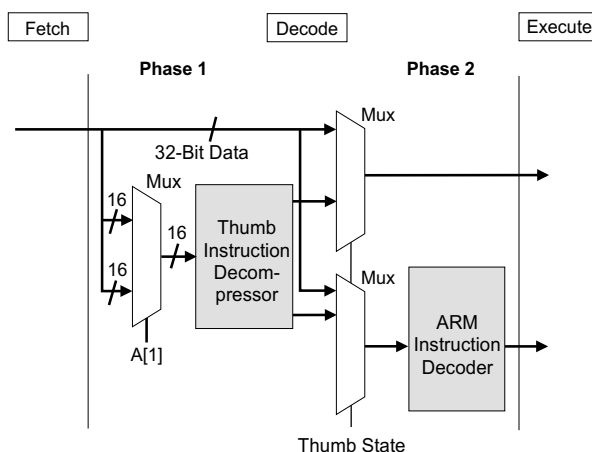 Fetch
Decode
Execute
Phase 1
Phase 2
Mux
32-Bit Data
16
Mux
16
16
Thumb
Instruction
Decom-
pressor
Mux
ARM
Instruction
Decoder
A[1]
Thumb State